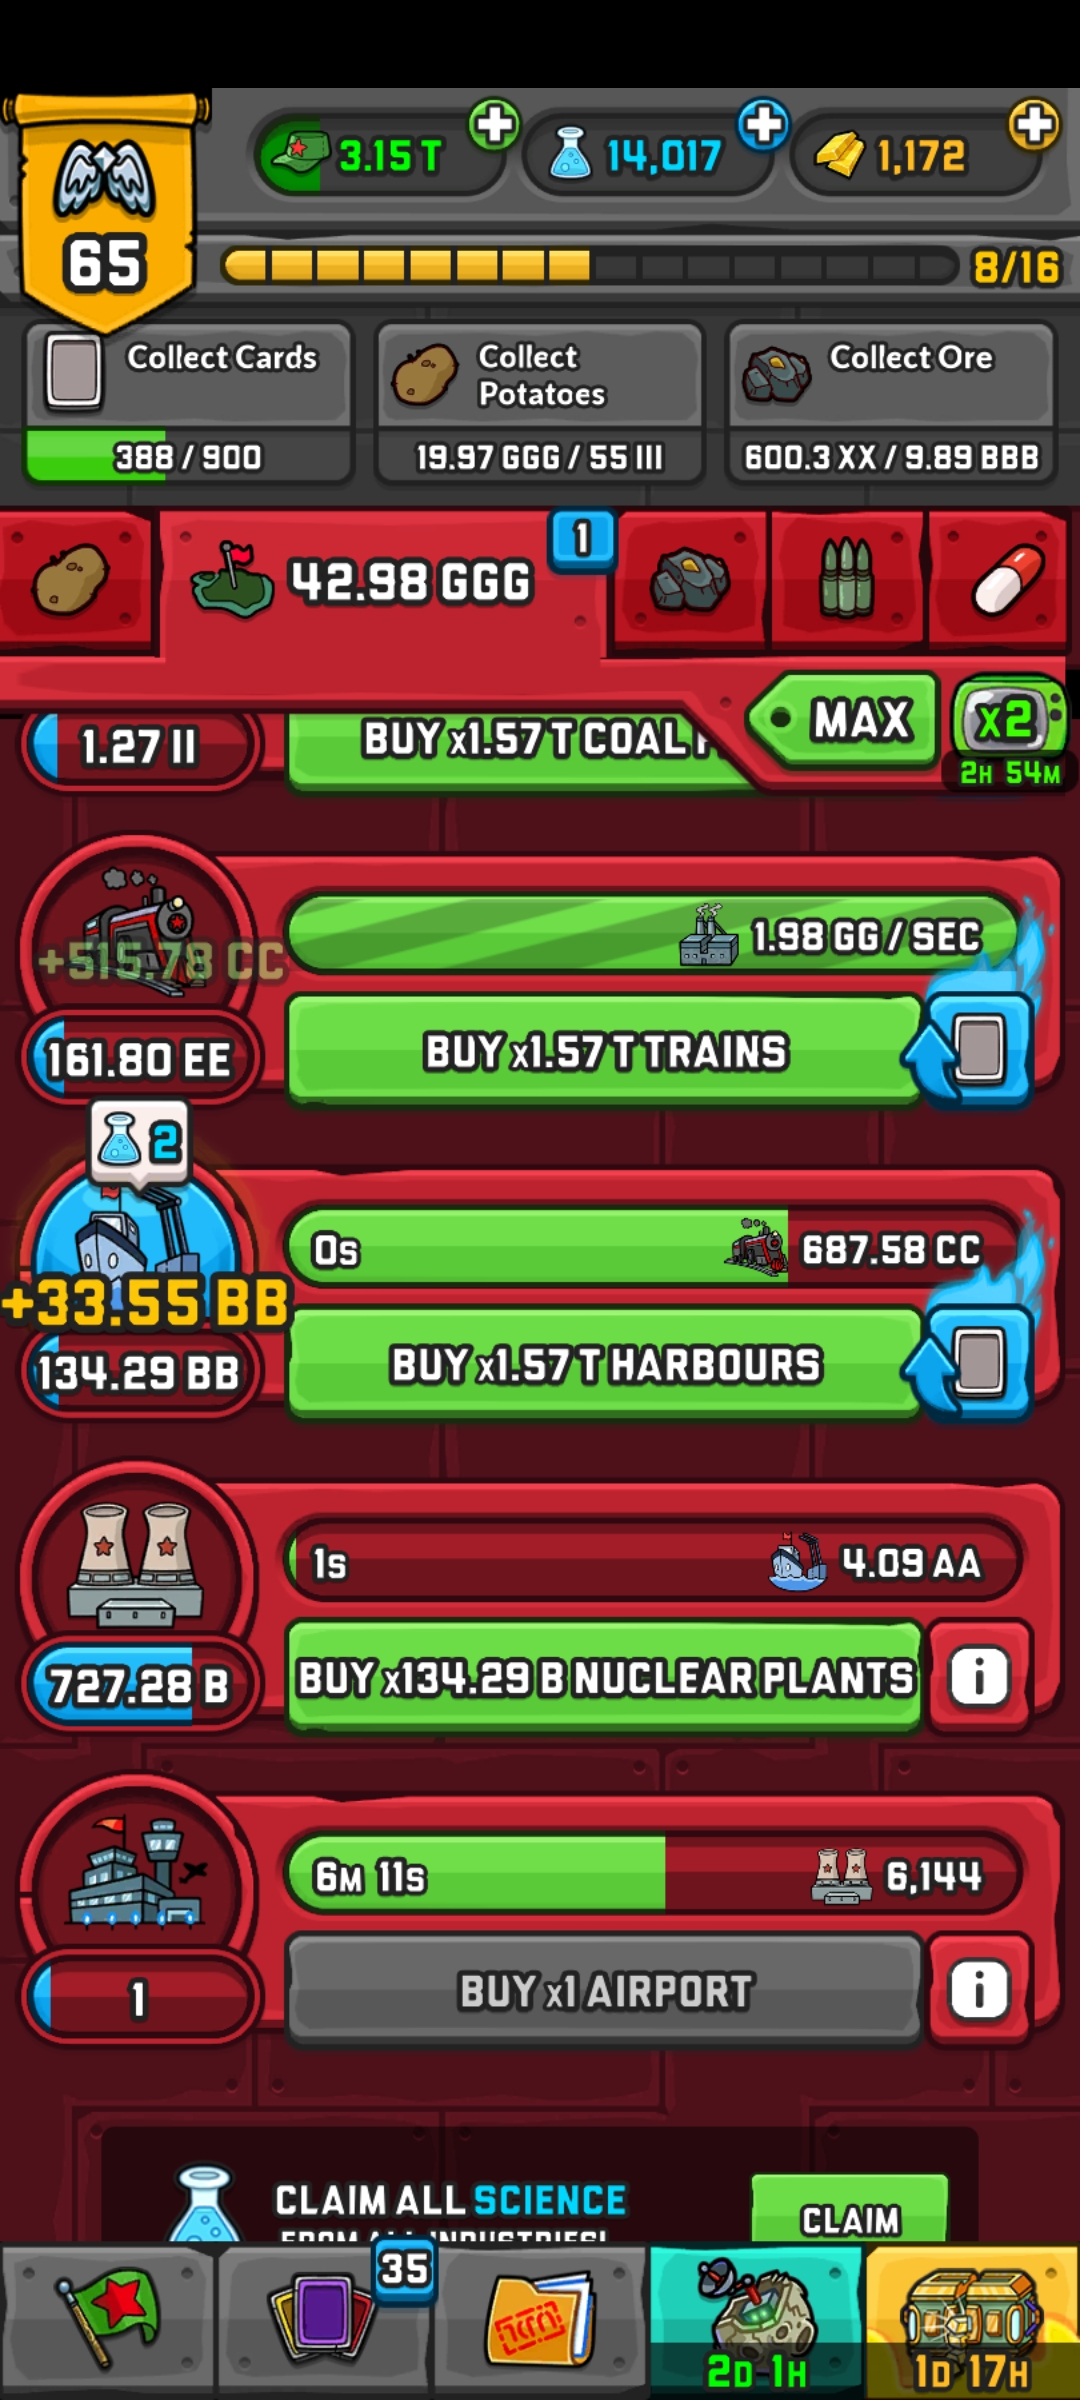 3.15 T
14,017
1,172
65
8/16
Collect Cards
388 / 900
Collect
Potatoes
19.97 GGG / 55 III
Collect Ore
600.3 XX / 9.89 BBB
42.98 GGG
1
MAX
x2
2H 54M
1.27 II
BUY x1.57 T COAL
1.98 GG / SEC
+515.78 CC
161.80 EE
BUY x1.57 T TRAINS
2
0s
687.58 CC
+33.55 BB
134.29 BB
BUY x1.57 T HARBOURS
1s
4.09 AA
727.28 B
BUY x134.29 B NUCLEAR PLANTS
i
6M 11s
6,144
1
BUY x1 AIRPORT
i
CLAIM ALL SCIENCE
FROM ALL INDUSTRIES!
CLAIM
35
2D 1H
1D 17H